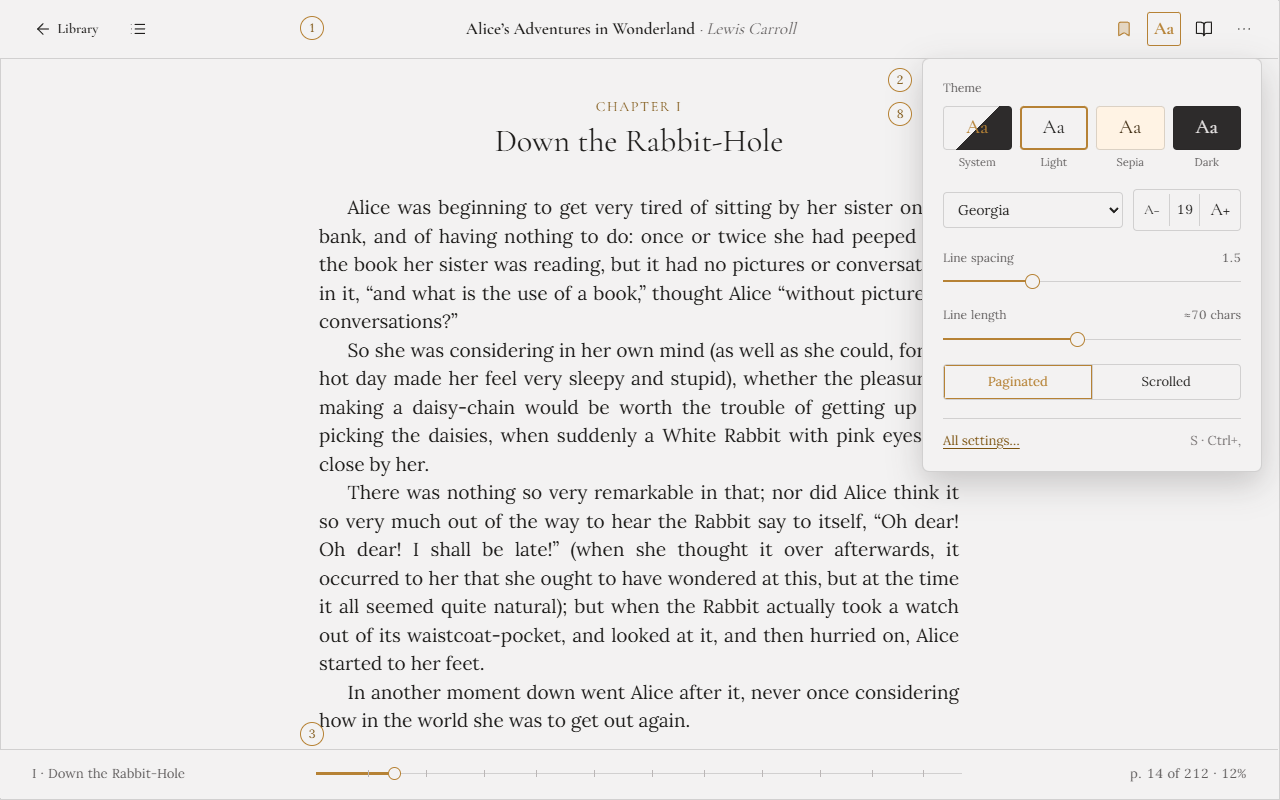 Library
1
Alice’s Adventures in Wonderland · Lewis Carroll
Aa
...
2
8
CHAPTER I
Down the Rabbit-Hole
Alice was beginning to get very tired of sitting by her sister on
bank, and of having nothing to do: once or twice she had peeped
the book her sister was reading, but it had no pictures or conversat
in it, “and what is the use of a book,” thought Alice “without picture
conversations?”
So she was considering in her own mind (as well as she could, for
hot day made her feel very sleepy and stupid), whether the pleasur
making a daisy-chain would be worth the trouble of getting up
picking the daisies, when suddenly a White Rabbit with pink eyes
close by her.
There was nothing so very remarkable in that; nor did Alice think it
so very much out of the way to hear the Rabbit say to itself, “Oh dear!
Oh dear! I shall be late!” (when she thought it over afterwards, it
occurred to her that she ought to have wondered at this, but at the time
it all seemed quite natural); but when the Rabbit actually took a watch
out of its waistcoat-pocket, and looked at it, and then hurried on, Alice
started to her feet.
In another moment down went Alice after it, never once considering
how in the world she was to get out again.
3
Theme
Aa Aa Aa Aa
System Light Sepia Dark
Georgia
A− 19 A+
Line spacing 1.5
Line length ≈70 chars
Paginated Scrolled
All settings… S · Ctrl+,
I · Down the Rabbit-Hole
p. 14 of 212 · 12%